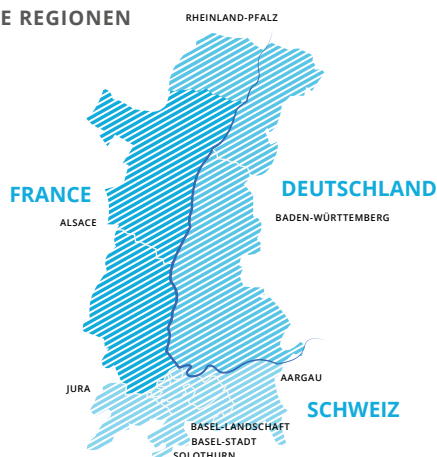 E REGIONEN
RHEINLAND-PFALZ
FRANCE
DEUTSCHLAND
ALSACE
BADEN-WÜRTTEMBERG
JURA
AARGAU
SCHWEIZ
BASEL-LANDSCHAFT
BASEL-STADT
SOLOTHURN